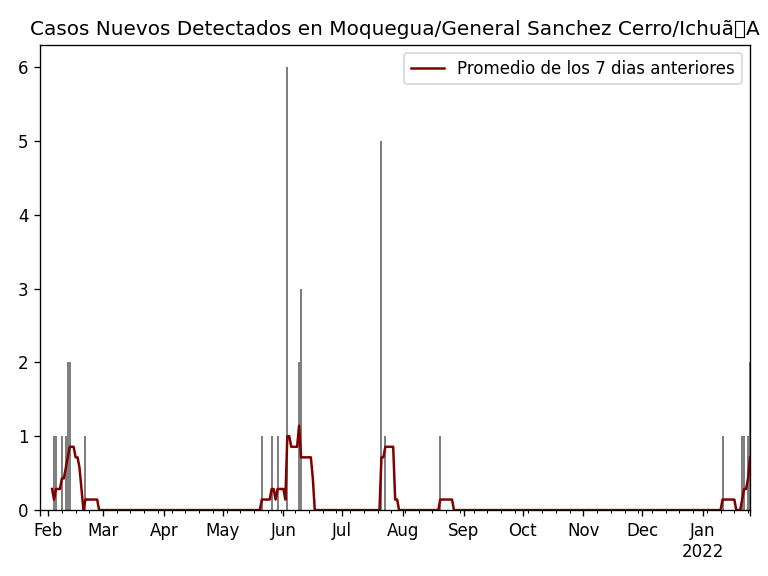 Casos Nuevos Detectados en Moquegua/General Sanchez Cerro/Ichuã▯A
Promedio de los 7 dias anteriores
6
5
4
3
2
1
0
Feb Mar Apr May Jun Jul Aug Sep Oct Nov Dec Jan
2022